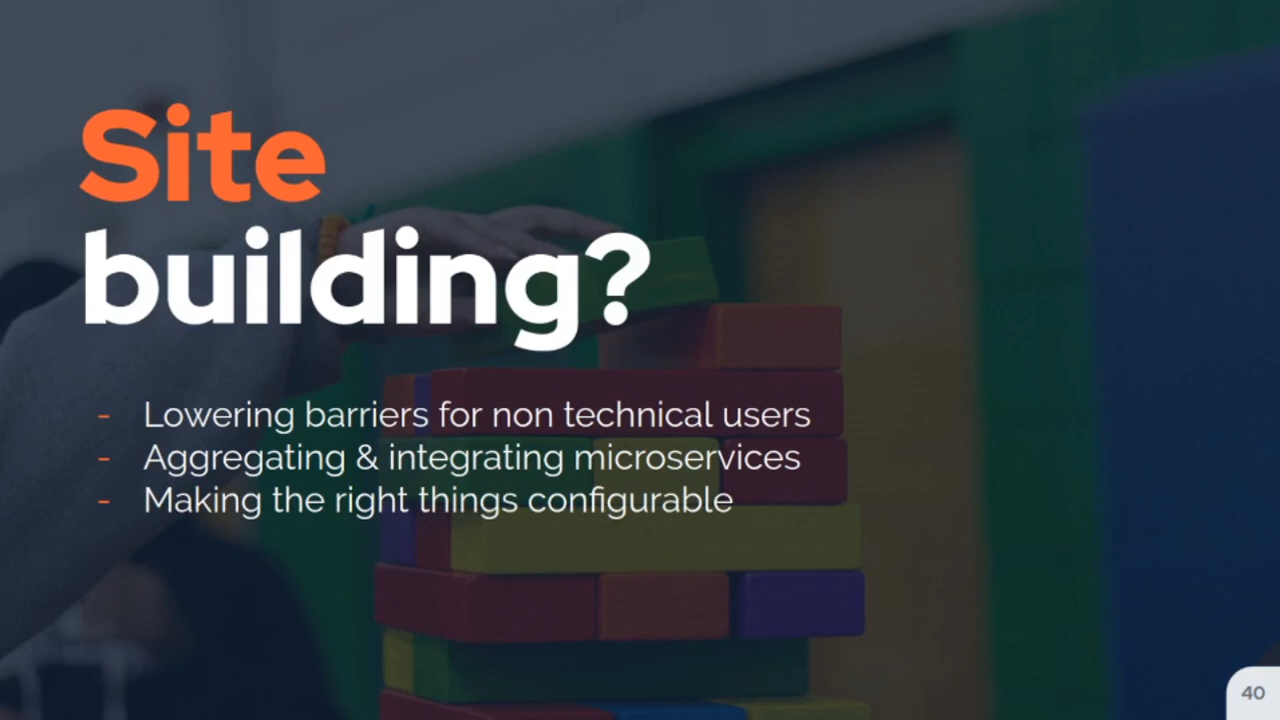 Site
building?
- Lowering barriers for non technical users
- Aggregating & integrating microservices
- Making the right things configurable
40